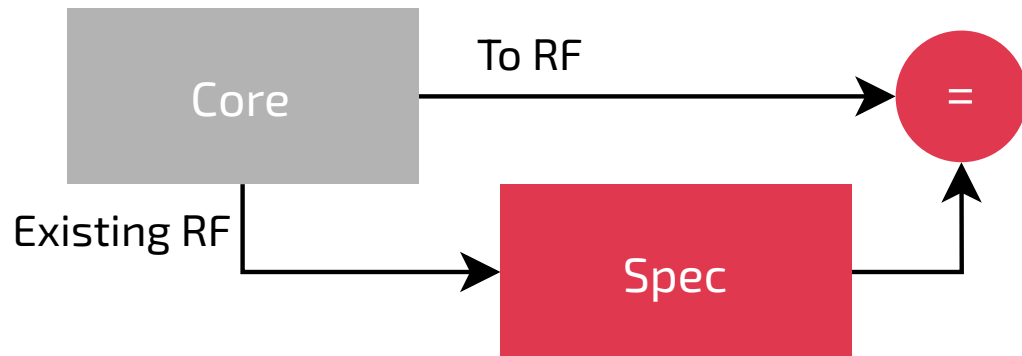 To RF
Core
=
Existing RF
Spec